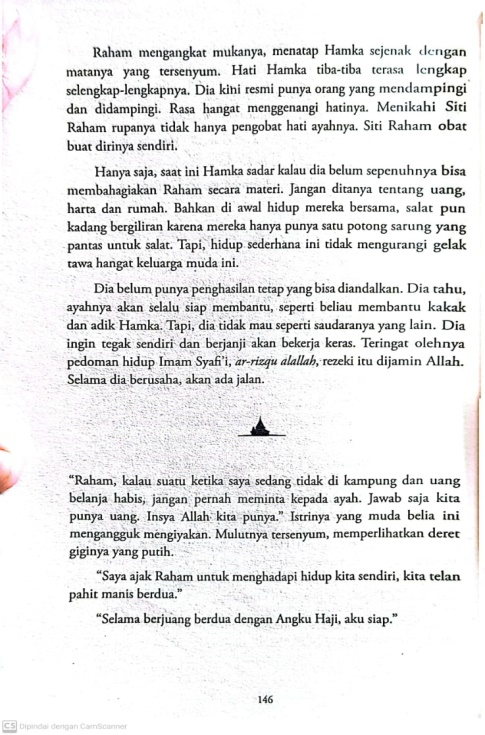 Raham mengangkat mukanya, menatap Hamka sejenak dengan
matanya yang tersenyum. Hati Hamka tiba-tiba terasa lengkap
selengkap-lengkapnya. Dia kini resmi punya orang yang mendampingi
dan didampingi. Rasa hangat menggenangi hatinya. Menikahi Siti
Raham rupanya tidak hanya pengobat hati ayahnya. Siti Raham obat
buat dirinya sendiri.
Hanya saja, saat ini Hamka sadar kalau dia belum sepenuhnya bisa
membahagiakan Raham secara materi. Jangan ditanya tentang uang,
harta dan rumah. Bahkan di awal hidup mereka bersama, salat pun
kadang bergiliran karena mereka hanya punya satu potong sarung yang
pantas untuk salat. Tapi, hidup sederhana ini tidak mengurangi gelak
tawa hangat keluarga muda ini.
Dia belum punya penghasilan tetap yang bisa diandalkan. Dia tahu,
ayahnya akan selalu siap membantu, seperti beliau membantu kakak
dan adik Hamka. Tapi, dia tidak mau seperti saudaranya yang lain. Dia
ingin tegak sendiri dan berjanji akan bekerja keras. Teringat olehnya
pedoman hidup Imam Syafi'i, ar-rizqu alallah, rezeki itu dijamin Allah.
Selama dia berusaha, akan ada jalan.
"Raham, kalau suatu ketika saya sedang tidak di kampung dan uang
belanja habis, jangan pernah meminta kepada ayah. Jawab saja kita
punya uang. Insya Allah kita punya." Istrinya yang muda belia ini
mengangguk mengiyakan. Mulutnya tersenyum, memperlihatkan deret
giginya yang putih.
"Saya ajak Raham untuk menghadapi hidup kita sendiri, kita telan
pahit manis berdua."
"Selama berjuang berdua dengan Angku Haji, aku siap."
146
CS Dipindai dengan CamScanner